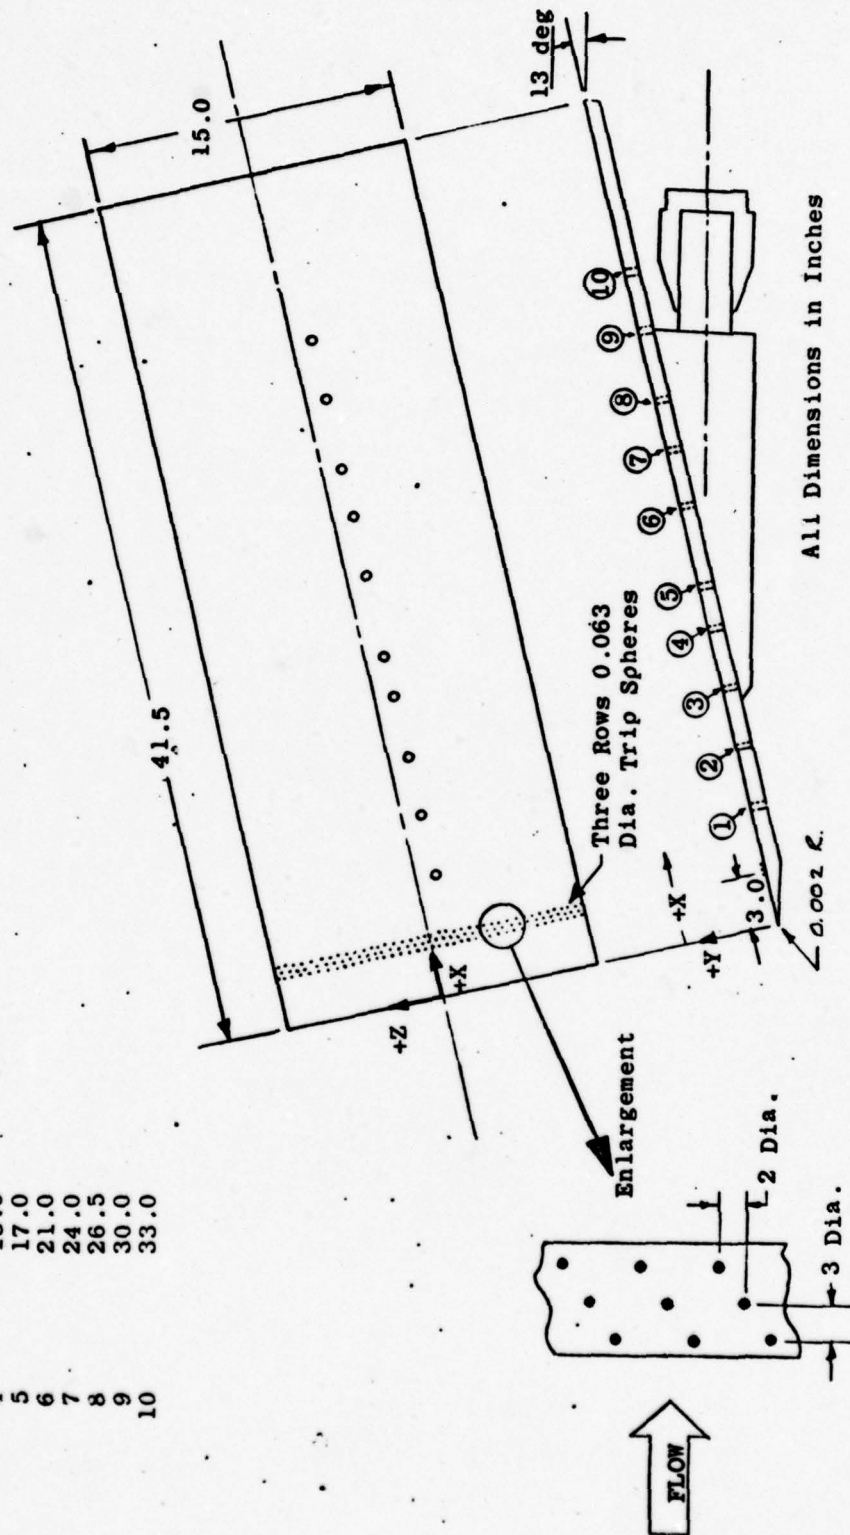 5 17.0
6 21.0
7 24.0
8 26.5
9 30.0
10 33.0
41.5
15.0
+Z
+X
Three Rows 0.063
Dia. Trip Spheres
Enlargement
FLOW
2 Dia.
3 Dia.
13 deg
+X
+Y
3.0
0.002 R.
1
2
3
4
5
6
7
8
9
10
All Dimensions in Inches